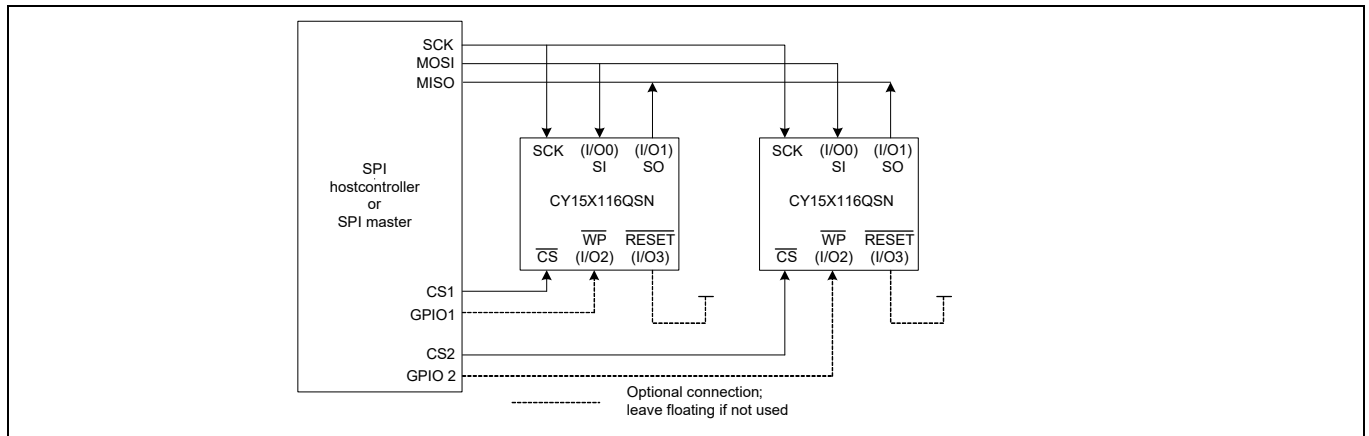 SCK
MOSI
MISO
SPI
hostcontroller
or
SPI master
CS1
GPIO1
CS2
GPIO 2
SCK (I/O0) (I/O1)
SI SO
CY15X116QSN
CS WP RESET
(I/O2) (I/O3)
SCK (I/O0) (I/O1)
SI SO
CY15X116QSN
CS WP RESET
(I/O2) (I/O3)
Optional connection;
leave floating if not used